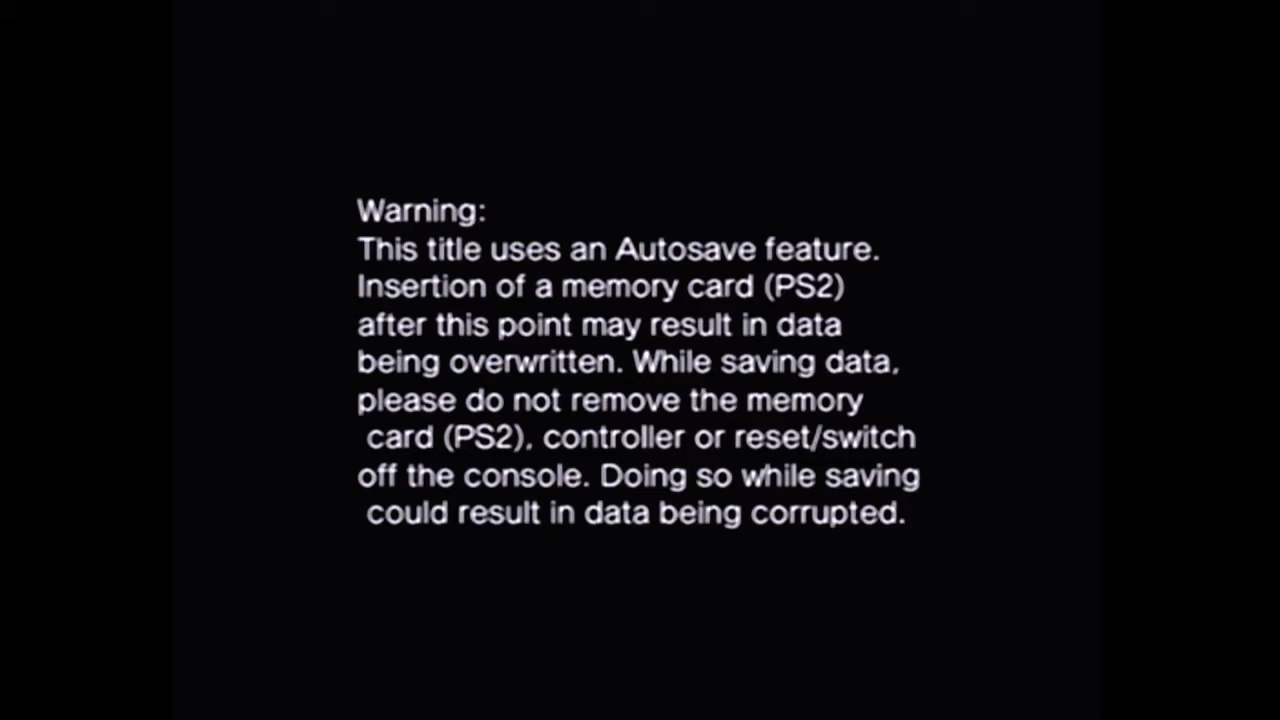 Warning:
This title uses an Autosave feature.
Insertion of a memory card (PS2)
after this point may result in data
being overwritten. While saving data,
please do not remove the memory
card (PS2), controller or reset/switch
off the console. Doing so while saving
could result in data being corrupted.